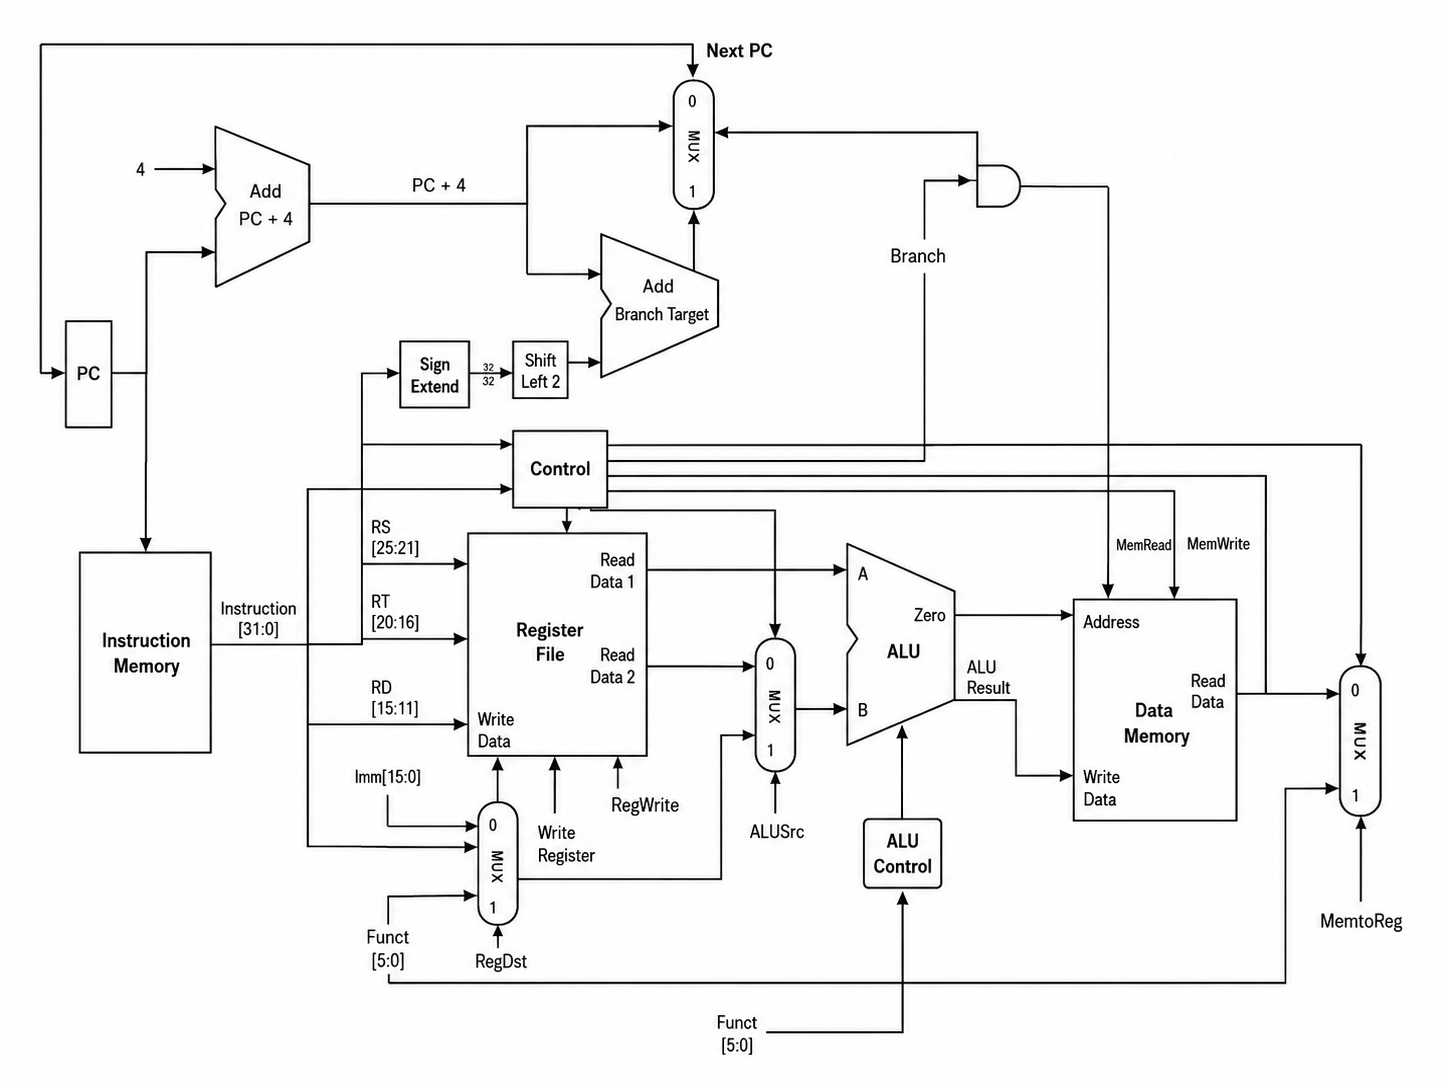 Next PC
0
MUX
1
4
Add
PC + 4
PC + 4
Branch
Add
Branch Target
PC
Sign
Extend
32
32
Shift
Left 2
Control
RS
[25:21]
RT
[20:16]
RD
[15:11]
Instruction
[31:0]
Instruction
Memory
Read
Data 1
Register
File
Read
Data 2
Write
Data
A
Zero
ALU
B
ALU
Result
0
MUX
1
MemRead
MemWrite
Address
Read
Data
Data
Memory
Write
Data
0
MUX
1
Imm[15:0]
0
MUX
1
Write
Register
RegWrite
ALUSrc
ALU
Control
MemtoReg
Funct
[5:0]
RegDst
Funct
[5:0]